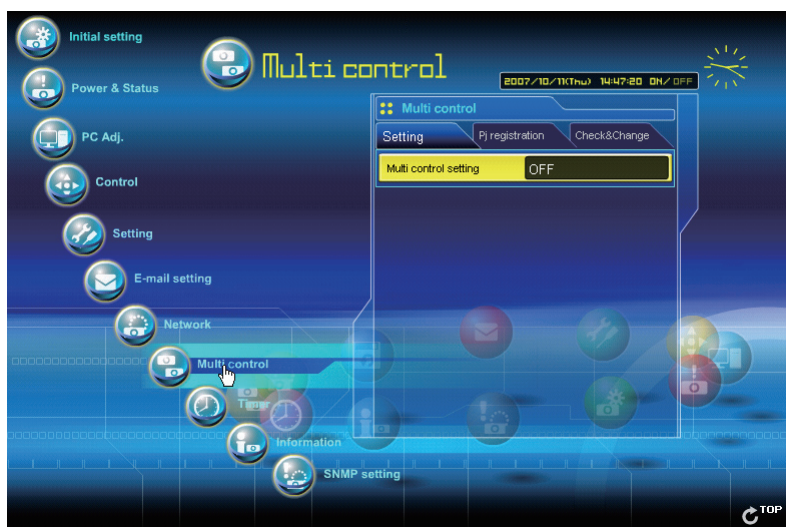 Initial setting
Multi control
2007/10/11(Thu) 14:47:20 ON/OFF
Power & Status
PC Adj.
Control
Setting
E-mail setting
Network
Multi control
Information
SNMP setting
Multi control
Setting Pj registration Check&Change
Multi control setting OFF
TOP